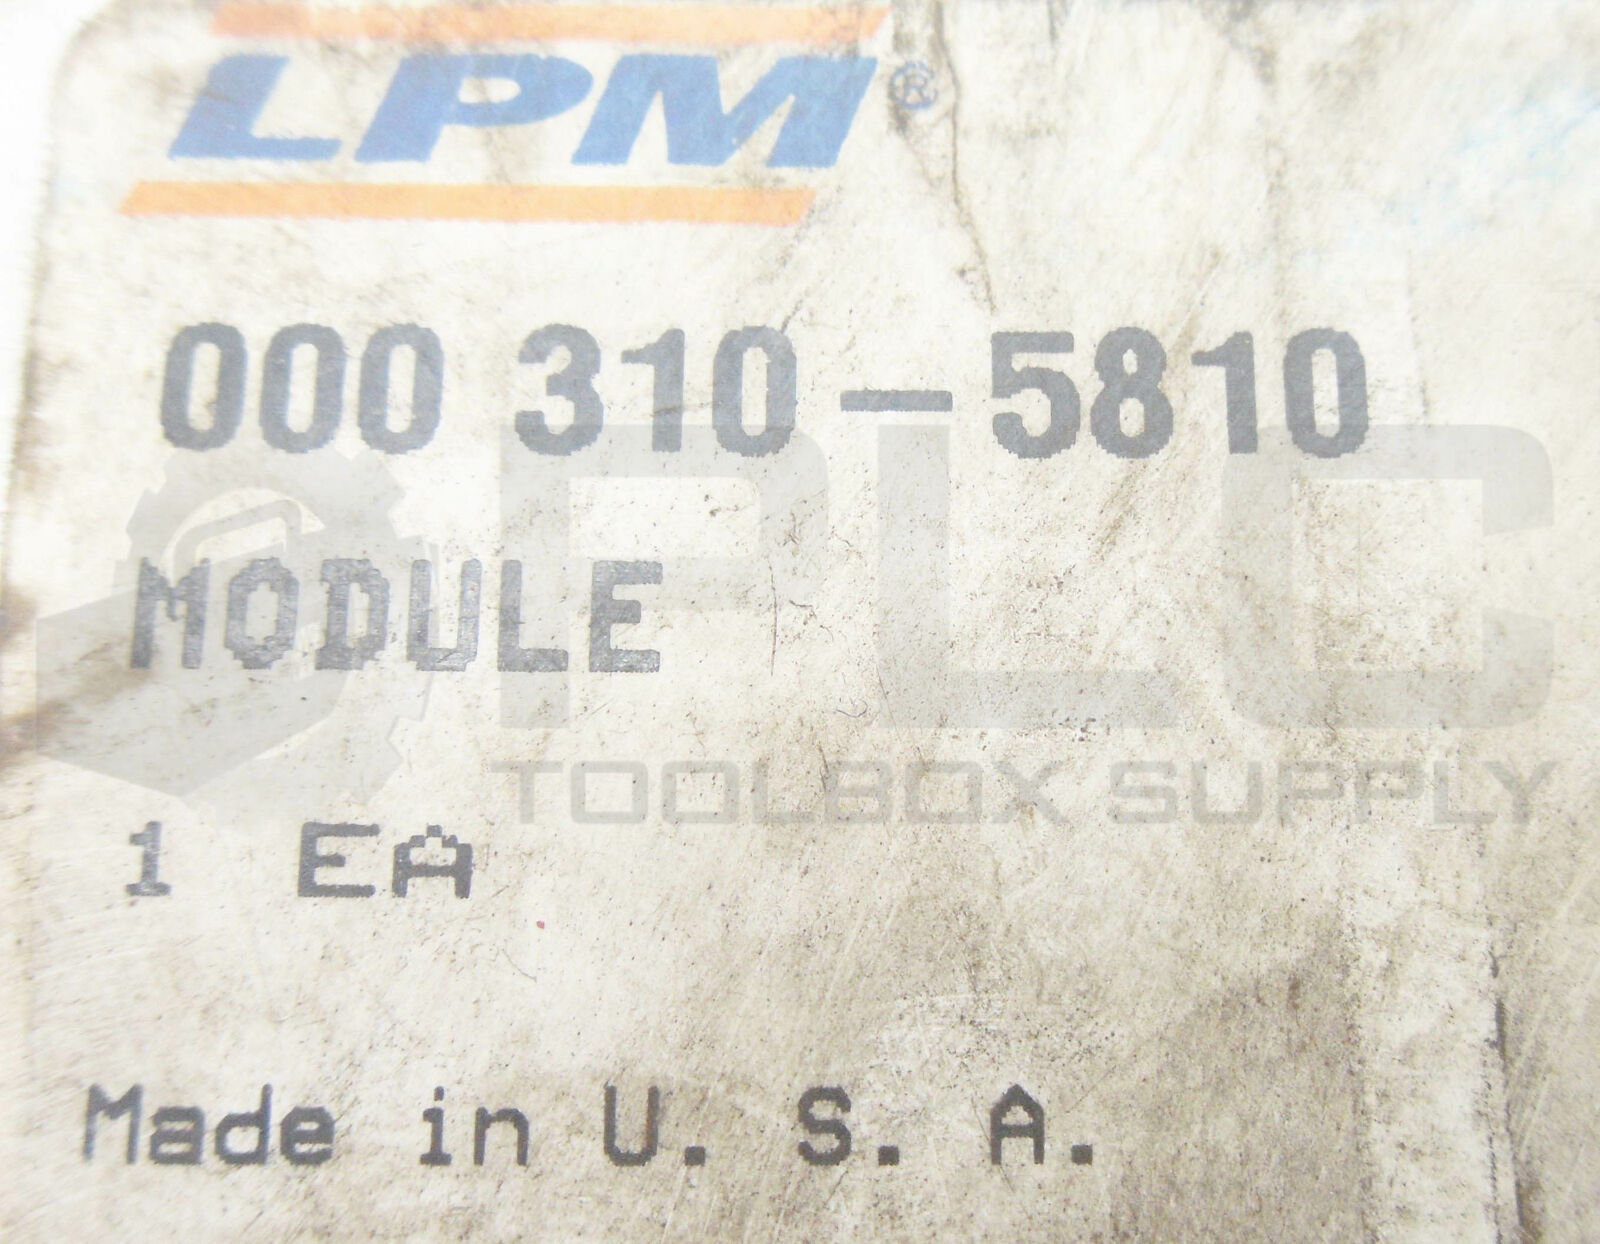 LPM®
000 310-5810
MODULE
PLC
TOOLBOX SUPPLY
1 EA
Made in U. S. A.